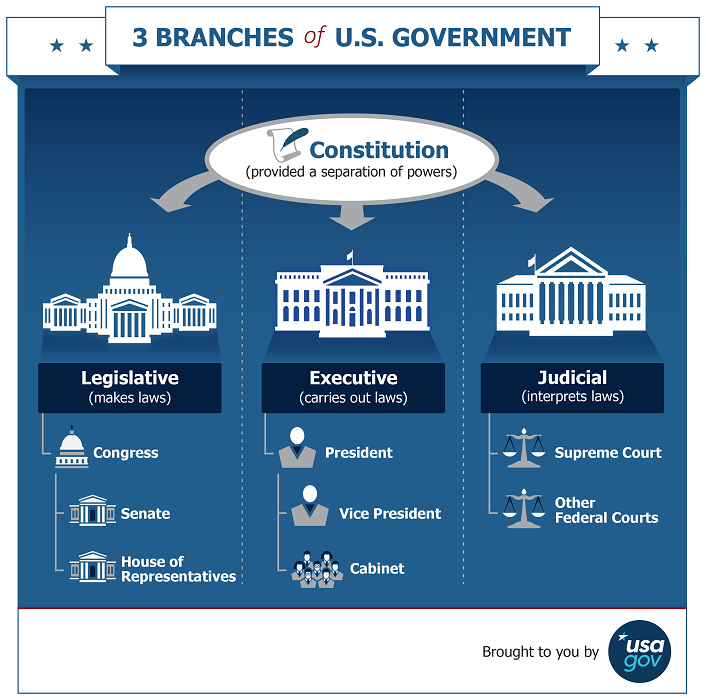 3 BRANCHES of U.S. GOVERNMENT
Constitution
(provided a separation of powers)
Legislative
(makes laws)
Congress
Senate
House of
Representatives
Executive
(carries out laws)
President
Vice President
Cabinet
Judicial
(interprets laws)
Supreme Court
Other
Federal Courts
Brought to you by
usa
gov